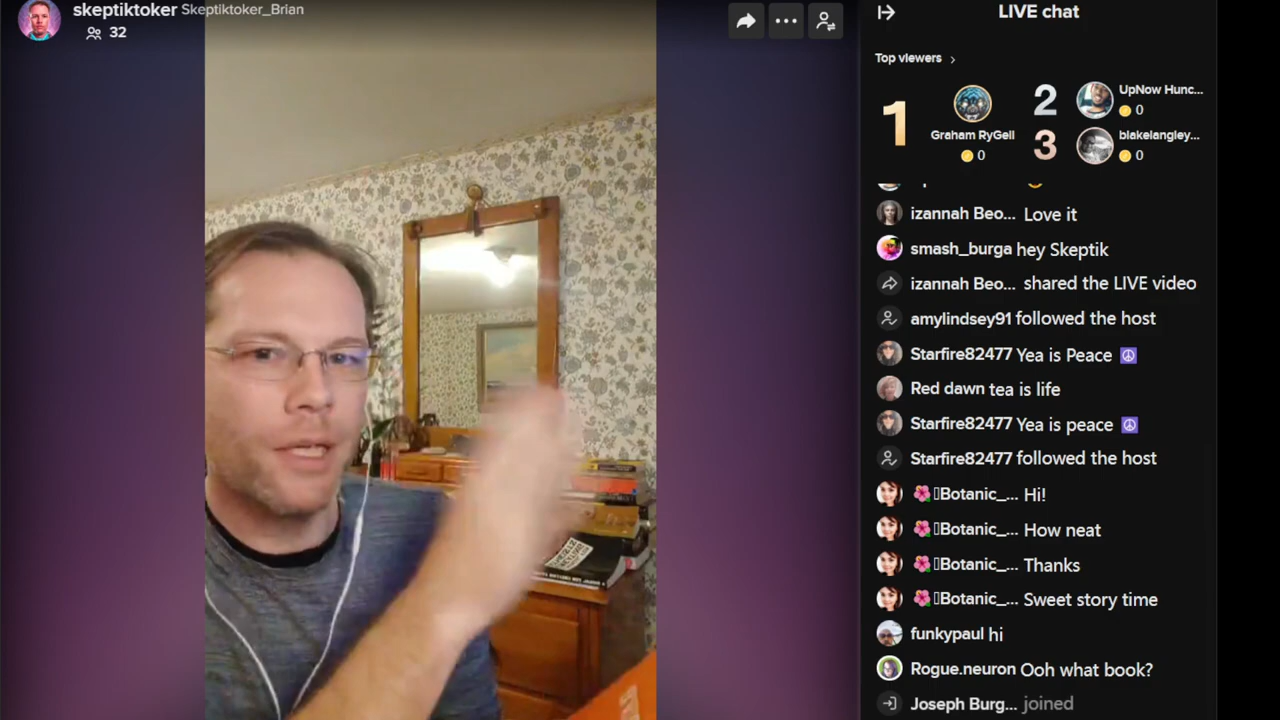 skeptiktoker Skeptiktoker_Brian
32
LIVE chat
Top viewers >
1
Graham RyGell
0
2
UpNow Hunc...
0
3
blakelangley...
0
izannah Beo... Love it
smash_burga hey Skeptik
izannah Beo... shared the LIVE video
amylindsey91 followed the host
Starfire82477 Yea is Peace ☮
Red dawn tea is life
Starfire82477 Yea is peace ☮
Starfire82477 followed the host
🌺Botanic_... Hi!
🌺Botanic_... How neat
🌺Botanic_... Thanks
🌺Botanic_... Sweet story time
funkypaul hi
Rogue.neuron Ooh what book?
Joseph Burg... joined